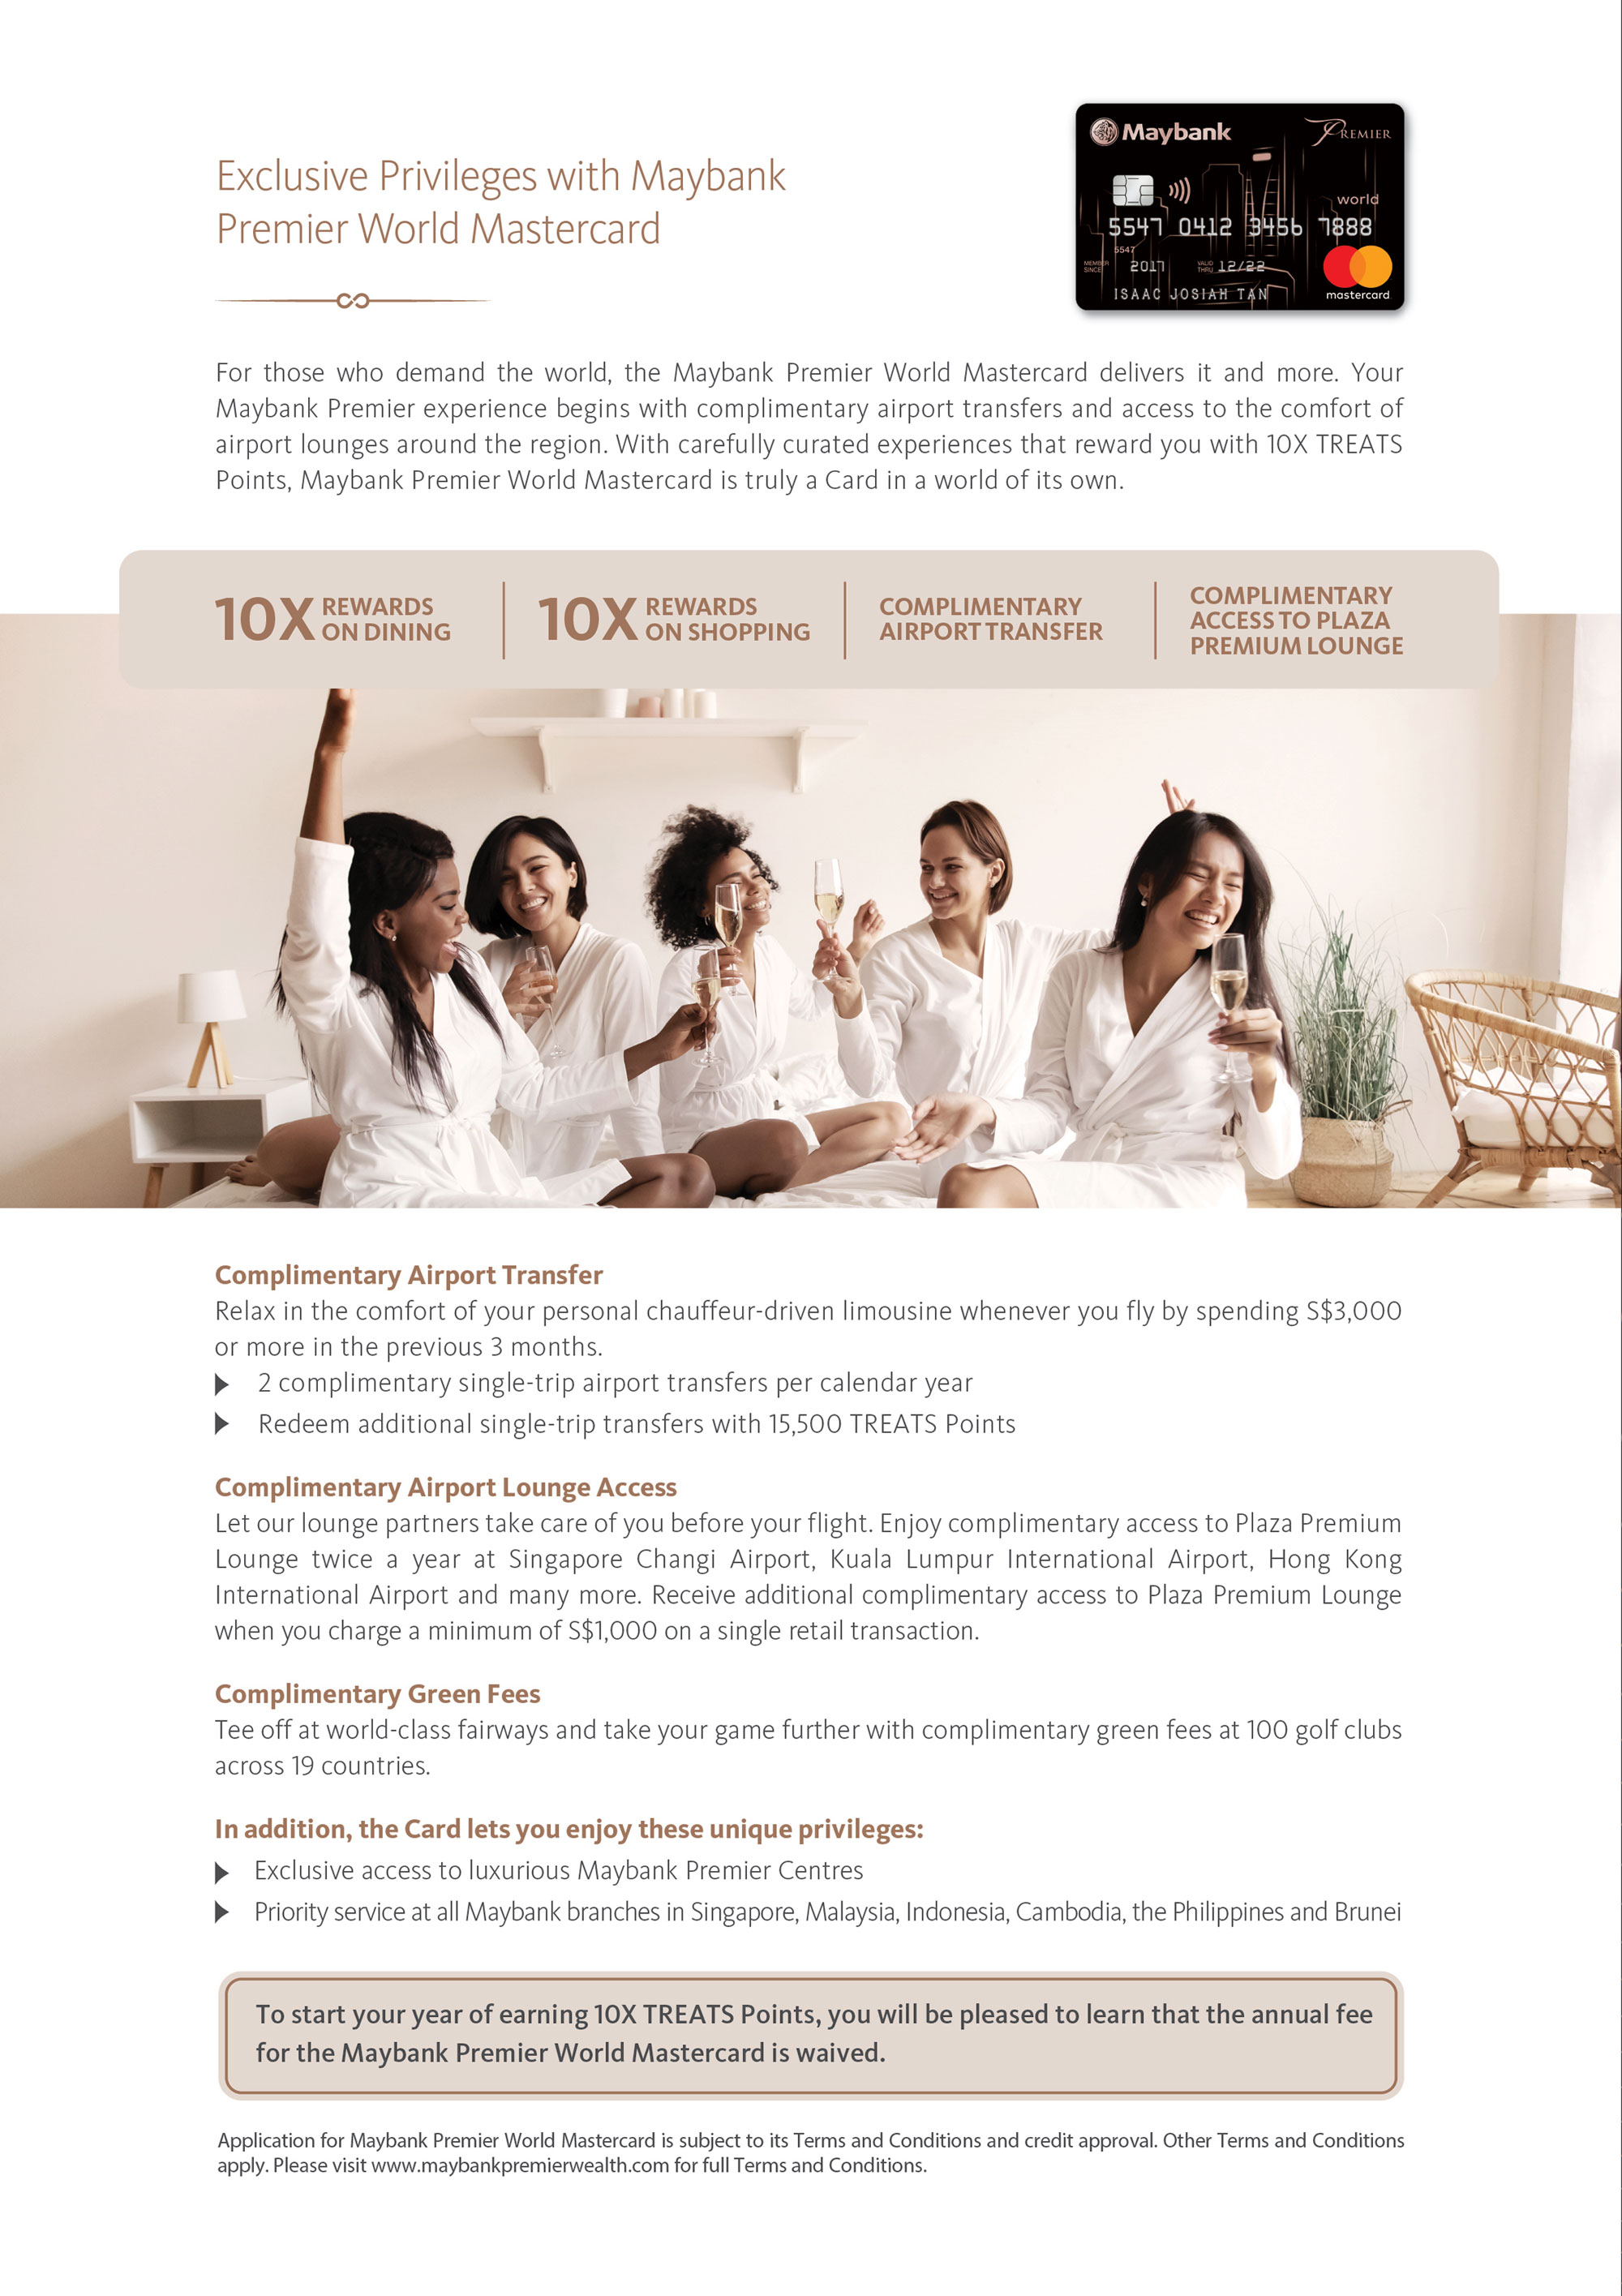 Exclusive Privileges with Maybank
Premier World Mastercard
Maybank
PREMIER
world
5547 0412 3456 7888
5547
MEMBER SINCE 2017 VALID THRU 12/22
ISAAC JOSIAH TAN
mastercard
For those who demand the world, the Maybank Premier World Mastercard delivers it and more. Your
Maybank Premier experience begins with complimentary airport transfers and access to the comfort of
airport lounges around the region. With carefully curated experiences that reward you with 10X TREATS
Points, Maybank Premier World Mastercard is truly a Card in a world of its own.
10X REWARDS
ON DINING
10X REWARDS
ON SHOPPING
COMPLIMENTARY
AIRPORT TRANSFER
COMPLIMENTARY
ACCESS TO PLAZA
PREMIUM LOUNGE
Complimentary Airport Transfer
Relax in the comfort of your personal chauffeur-driven limousine whenever you fly by spending S$3,000
or more in the previous 3 months.
2 complimentary single-trip airport transfers per calendar year
Redeem additional single-trip transfers with 15,500 TREATS Points
Complimentary Airport Lounge Access
Let our lounge partners take care of you before your flight. Enjoy complimentary access to Plaza Premium
Lounge twice a year at Singapore Changi Airport, Kuala Lumpur International Airport, Hong Kong
International Airport and many more. Receive additional complimentary access to Plaza Premium Lounge
when you charge a minimum of S$1,000 on a single retail transaction.
Complimentary Green Fees
Tee off at world-class fairways and take your game further with complimentary green fees at 100 golf clubs
across 19 countries.
In addition, the Card lets you enjoy these unique privileges:
Exclusive access to luxurious Maybank Premier Centres
Priority service at all Maybank branches in Singapore, Malaysia, Indonesia, Cambodia, the Philippines and Brunei
To start your year of earning 10X TREATS Points, you will be pleased to learn that the annual fee
for the Maybank Premier World Mastercard is waived.
Application for Maybank Premier World Mastercard is subject to its Terms and Conditions and credit approval. Other Terms and Conditions
apply. Please visit www.maybankpremierwealth.com for full Terms and Conditions.